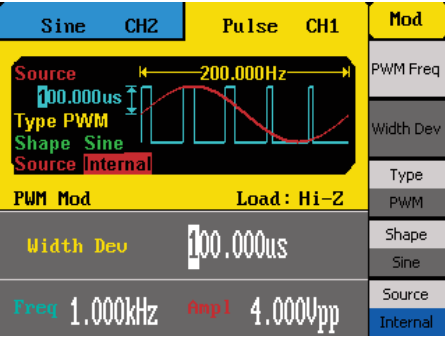 Sine CH2
Pulse CH1
Mod
Source
200.000Hz
100.000us
Type PWM
Shape Sine
Source Internal
PWM Mod
Load: Hi-Z
Width Dev
100.000us
Freq 1.000kHz
Ampl 4.000Vpp
PWM Freq
Width Dev
Type
PWM
Shape
Sine
Source
Internal